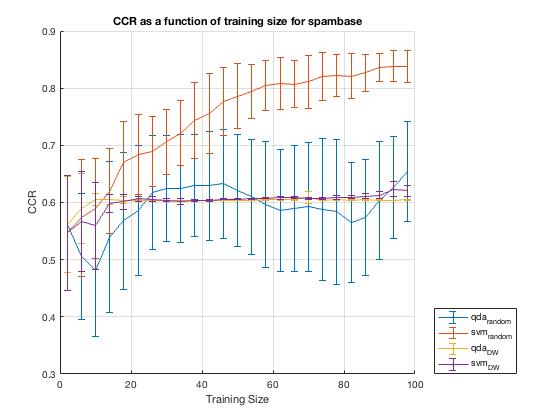 CCR as a function of training size for spambase
0.9
0.8
0.7
0.6
0.5
0.4
0.3
CCR
0 20 40 60 80 100
Training Size
qda_random
svm_random
qda_DW
svm_DW